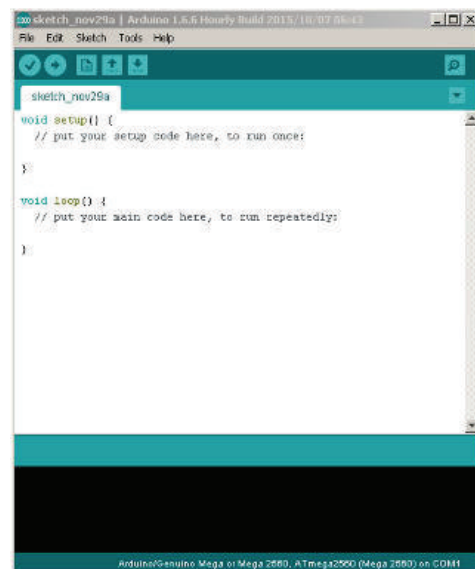 sketch_nov29a | Arduino 1.6.6 Hourly Build 2015/10/07 06:43
File Edit Sketch Tools Help
sketch_nov29a
void setup() {
// put your setup code here, to run once:
}
void loop() {
// put your main code here, to run repeatedly:
}
Arduino/Genuino Mega or Mega 2560, ATmega2560 (Mega 2560) on COM1